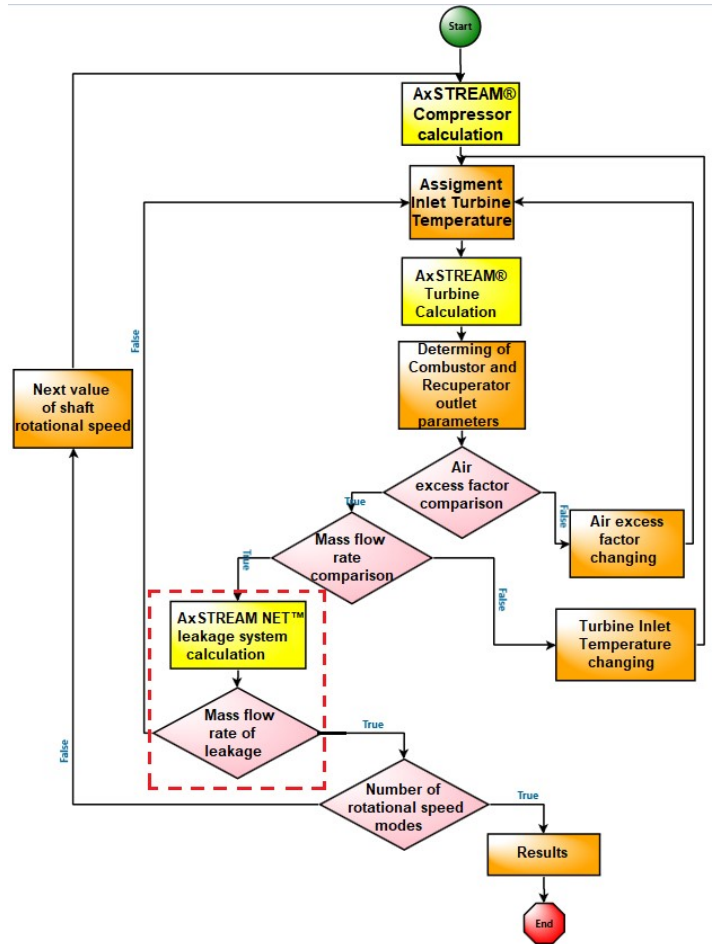 Start
AxSTREAM®
Compressor
calculation
Assigment
Inlet Turbine
Temperature
AxSTREAM®
Turbine
Calculation
False
Determing of
Combustor and
Recuperator
outlet
parameters
Next value
of shaft
rotational speed
Air
excess factor
comparison
True
False
Air excess
factor
changing
Mass flow
rate
comparison
True
False
AxSTREAM NET™
leakage system
calculation
Turbine Inlet
Temperature
changing
Mass flow
rate of
leakage
True
False
Number of
rotational speed
modes
True
Results
End